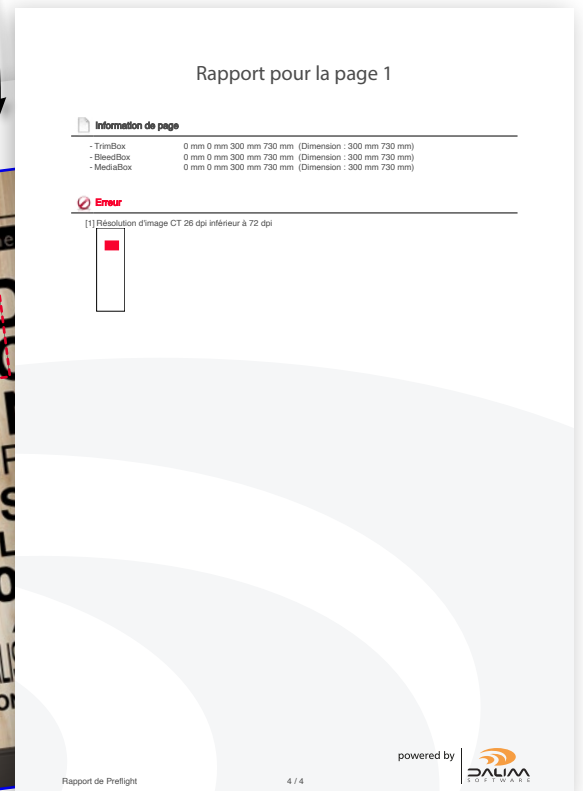 Rapport pour la page 1
Information de page
- TrimBox 0 mm 0 mm 300 mm 730 mm (Dimension : 300 mm 730 mm)
- BleedBox 0 mm 0 mm 300 mm 730 mm (Dimension : 300 mm 730 mm)
- MediaBox 0 mm 0 mm 300 mm 730 mm (Dimension : 300 mm 730 mm)
Erreur
[1] Résolution d'image CT 26 dpi inférieur à 72 dpi
powered by
DALIM
SOFTWARE
Rapport de Preflight 4 / 4